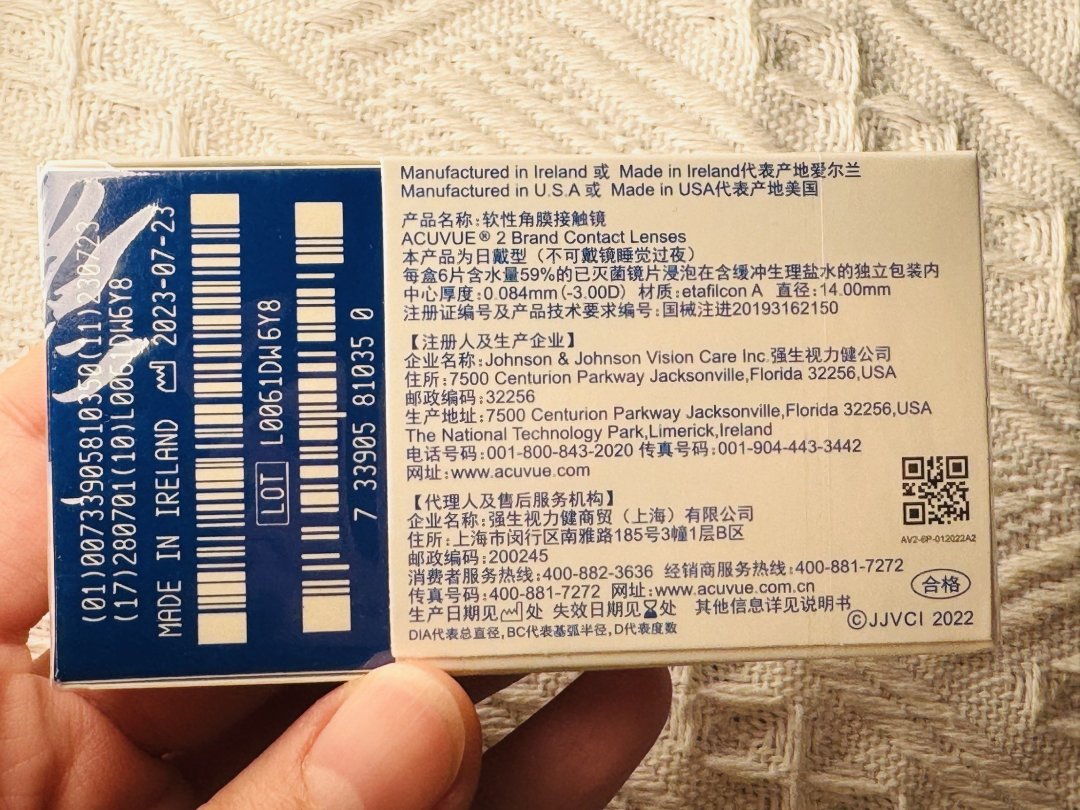 (01)00733905810350(11)230723
(17)280701(10)L0061DW6Y8
MADE IN IRELAND 2023-07-23
LOT L0061DW6Y8
7 33905 81035 0
Manufactured in Ireland 或 Made in Ireland代表产地爱尔兰
Manufactured in U.S.A 或 Made in USA代表产地美国
产品名称:软性角膜接触镜
ACUVUE® 2 Brand Contact Lenses
本产品为日戴型（不可戴镜睡觉过夜）
每盒6片含水量59%的已灭菌镜片浸泡在含缓冲生理盐水的独立包装内
中心厚度:0.084mm(-3.00D) 材质:etafilcon A 直径:14.00mm
注册证编号及产品技术要求编号:国械注进20193162150
【注册人及生产企业】
企业名称:Johnson & Johnson Vision Care Inc.强生视力健公司
住所:7500 Centurion Parkway Jacksonville,Florida 32256,USA
邮政编码:32256
生产地址:7500 Centurion Parkway Jacksonville,Florida 32256,USA
The National Technology Park,Limerick,Ireland
电话号码:001-800-843-2020 传真号码:001-904-443-3442
网址:www.acuvue.com
【代理人及售后服务机构】
企业名称:强生视力健商贸（上海）有限公司
住所:上海市闵行区南雅路185号3幢1层B区
邮政编码:200245
消费者服务热线:400-882-3636 经销商服务热线:400-881-7272
传真号码:400-881-7272 网址:www.acuvue.com.cn
生产日期见处 失效日期见处 其他信息详见说明书
DIA代表总直径,BC代表基弧半径,D代表度数
AV2-6P-012022A2
合格
©JJVCI 2022